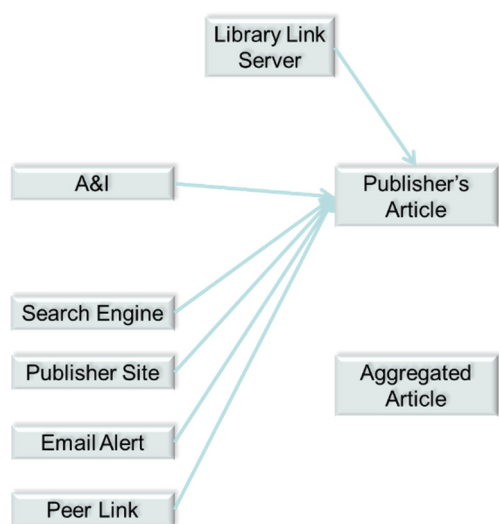 Library Link
Server
A&I
Publisher's
Article
Search Engine
Publisher Site
Aggregated
Article
Email Alert
Peer Link